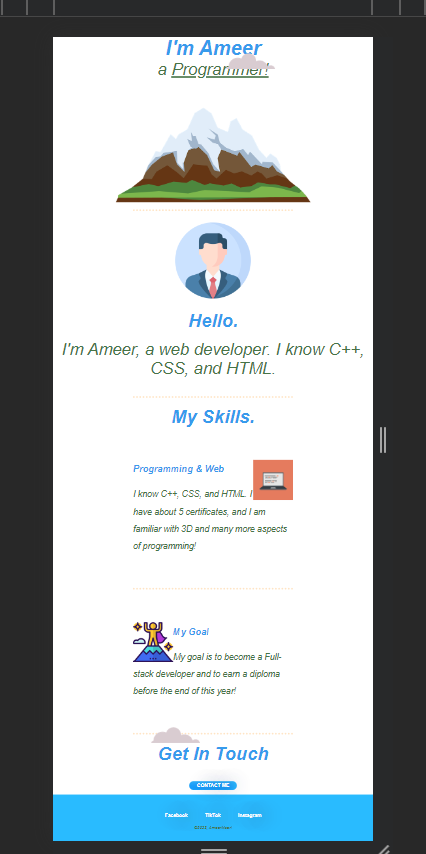 I'm Ameer
a Programmer!
Hello.
I'm Ameer, a web developer. I know C++,
CSS, and HTML.
My Skills.
Programming & Web
I know C++, CSS, and HTML. I
have about 5 certificates, and I am
familiar with 3D and many more aspects
of programming!
My Goal
My goal is to become a Full-
stack developer and to earn a diploma
before the end of this year!
Get In Touch
CONTACT ME
Facebook TikTok Instagram